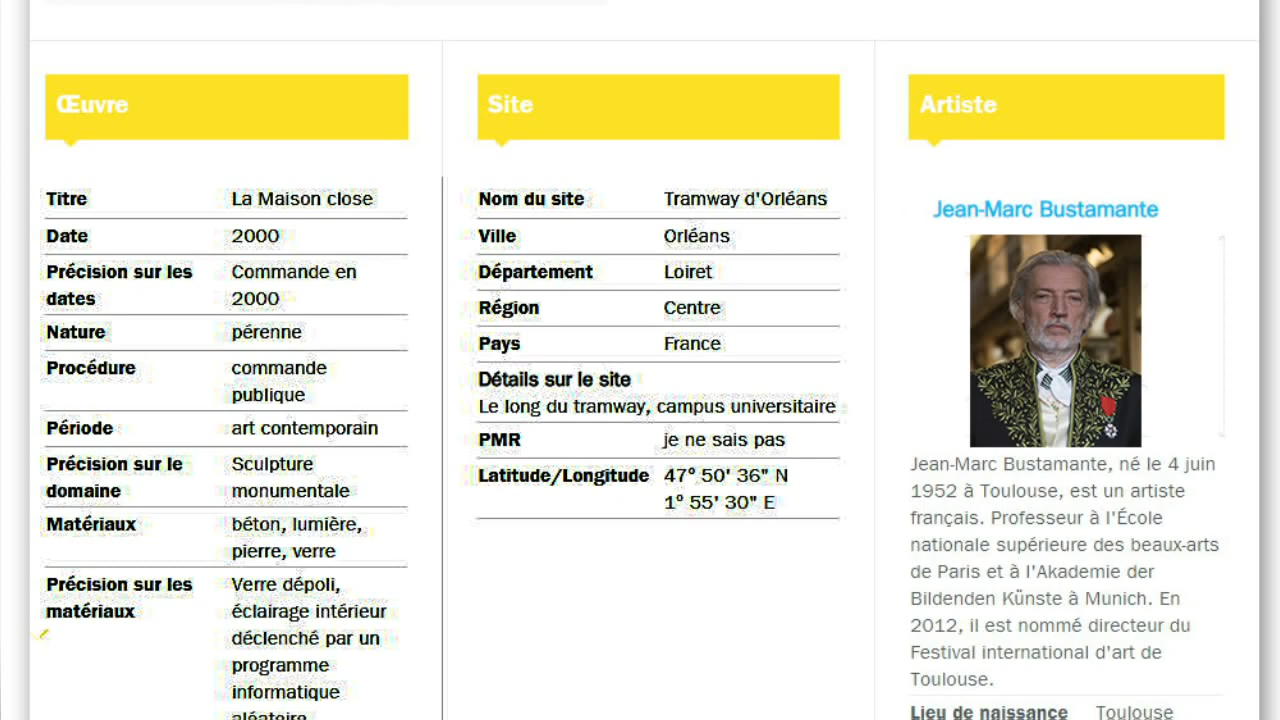 Œuvre
Titre La Maison close
Date 2000
Précision sur les Commande en
dates 2000
Nature pérenne
Procédure commande
publique
Période art contemporain
Précision sur le Sculpture
domaine monumentale
Matériaux béton, lumière,
pierre, verre
Précision sur les Verre dépoli,
matériaux éclairage intérieur
déclenché par un
programme
informatique
aléatoire
Site
Nom du site Tramway d'Orléans
Ville Orléans
Département Loiret
Région Centre
Pays France
Détails sur le site
Le long du tramway, campus universitaire
PMR je ne sais pas
Latitude/Longitude 47° 50' 36" N
1° 55' 30" E
Artiste
Jean-Marc Bustamante
Jean-Marc Bustamante, né le 4 juin
1952 à Toulouse, est un artiste
français. Professeur à l'École
nationale supérieure des beaux-arts
de Paris et à l'Akademie der
Bildenden Künste à Munich. En
2012, il est nommé directeur du
Festival international d'art de
Toulouse.
Lieu de naissance Toulouse